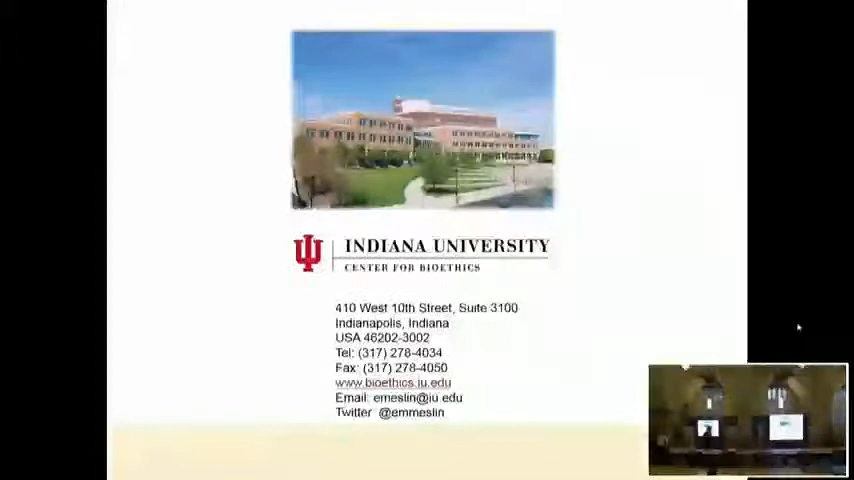 INDIANA UNIVERSITY
CENTER FOR BIOETHICS
410 West 10th Street, Suite 3100
Indianapolis, Indiana
USA 46202-3002
Tel: (317) 278-4034
Fax: (317) 278-4050
www.bioethics.iu.edu
Email: emeslin@iu.edu
Twitter @emmeslin